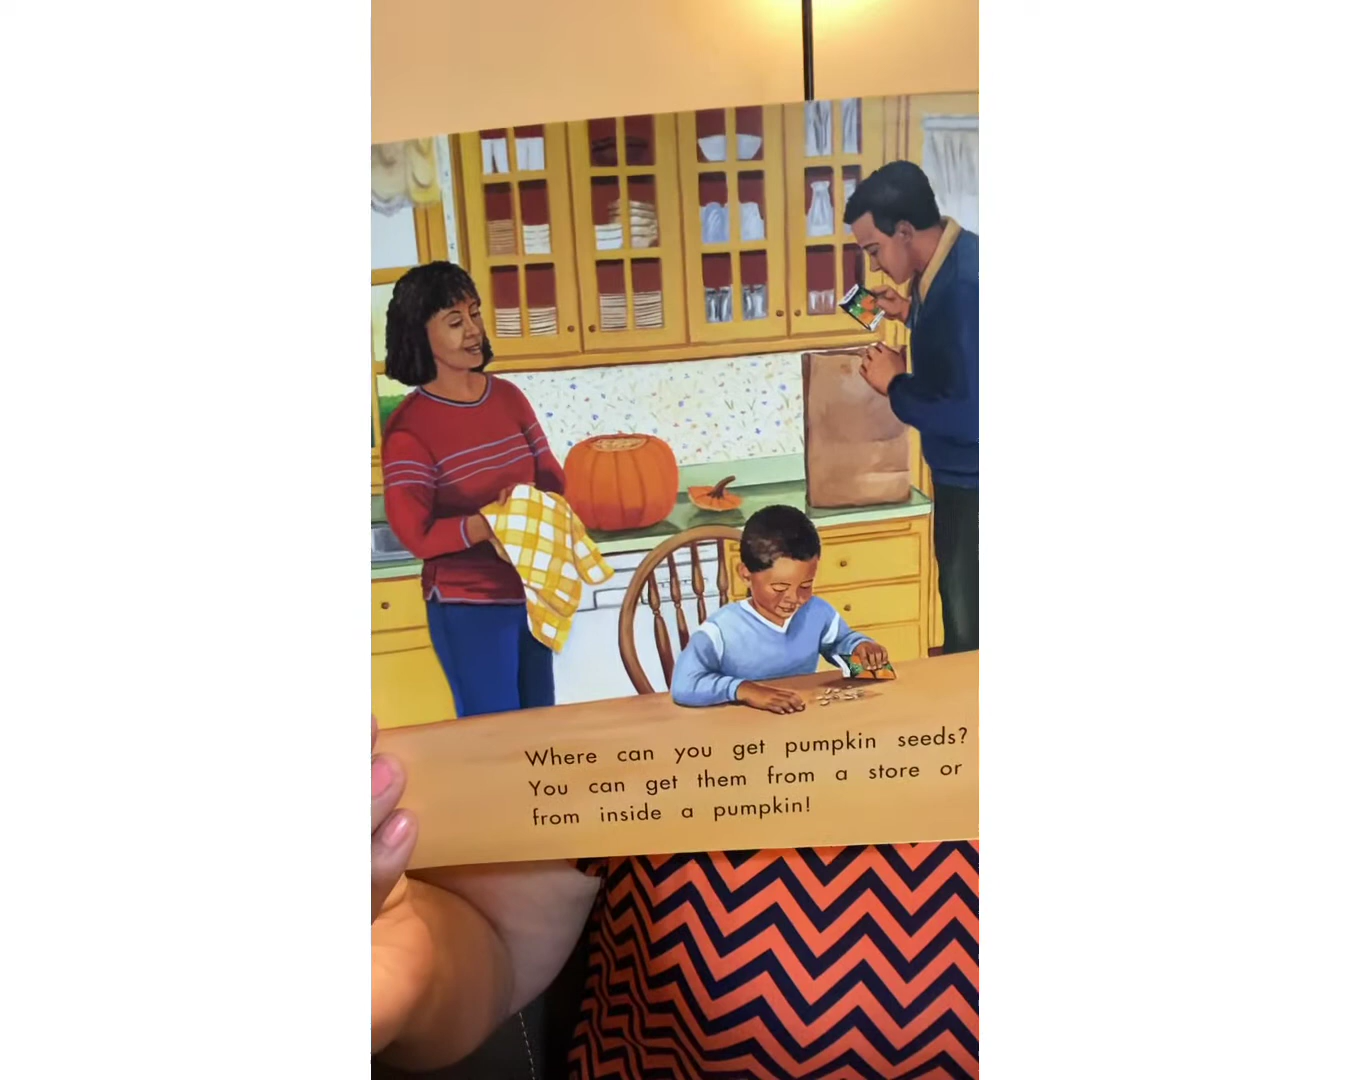 Where can you get pumpkin seeds?
You can get them from a store or
from inside a pumpkin!